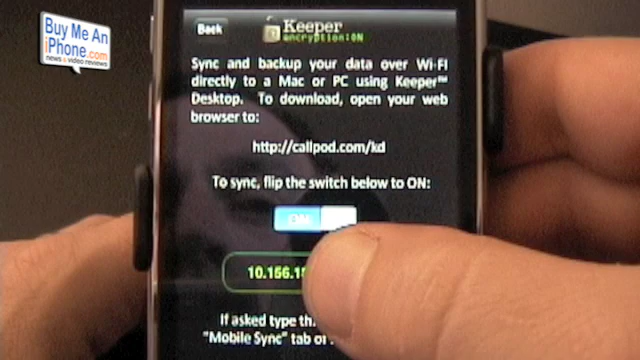 Buy Me An
iPhone.com
news & video reviews
Back
Keeper
encryption:ON
Sync and backup your data over Wi-Fi
directly to a Mac or PC using Keeper™
Desktop. To download, open your web
browser to:
http://callpod.com/kd
To sync, flip the switch below to ON:
ON
10.156.1
If asked type
"Mobile Sync" tab of